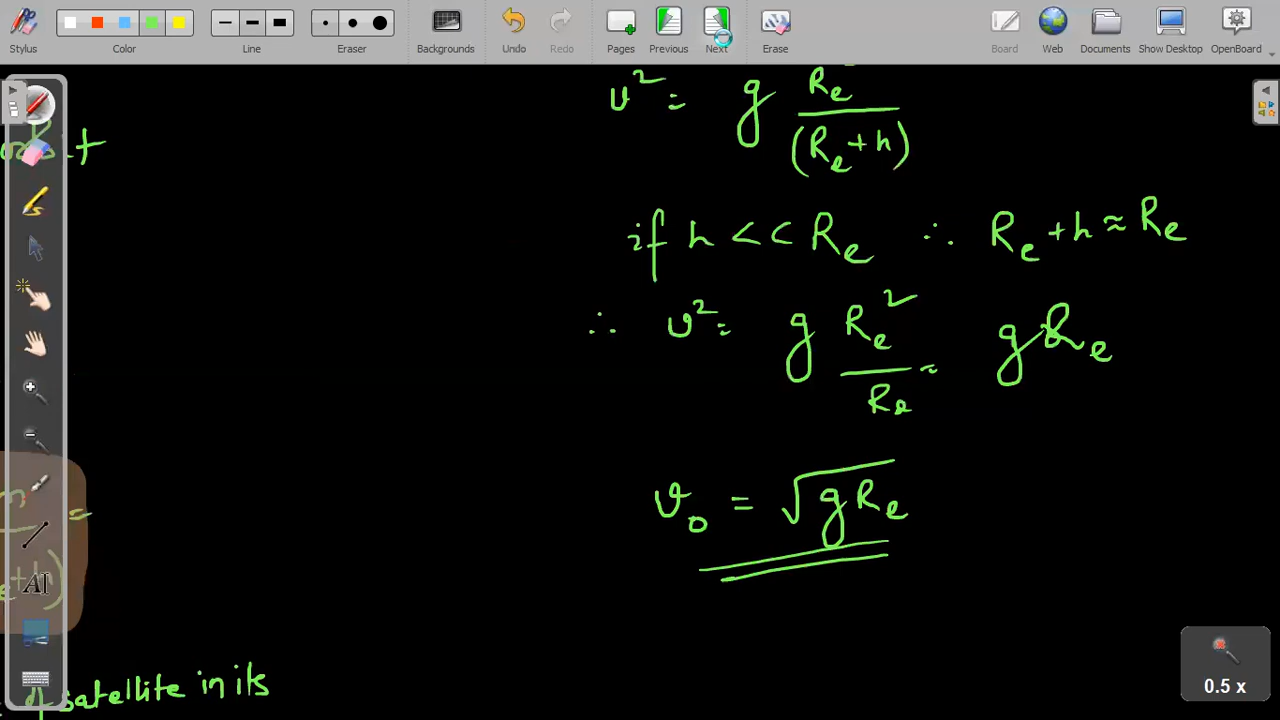 Stylus Color Line Eraser Backgrounds Undo Redo Pages Previous Next Erase Board Web Documents Show Desktop OpenBoard
v² = g Re² / (Re + h)
if h << Re ∴ Re + h ≈ Re
∴ v² = g Re² / Re = gRe
v₀ = √gRe
satellite in its
0.5 x